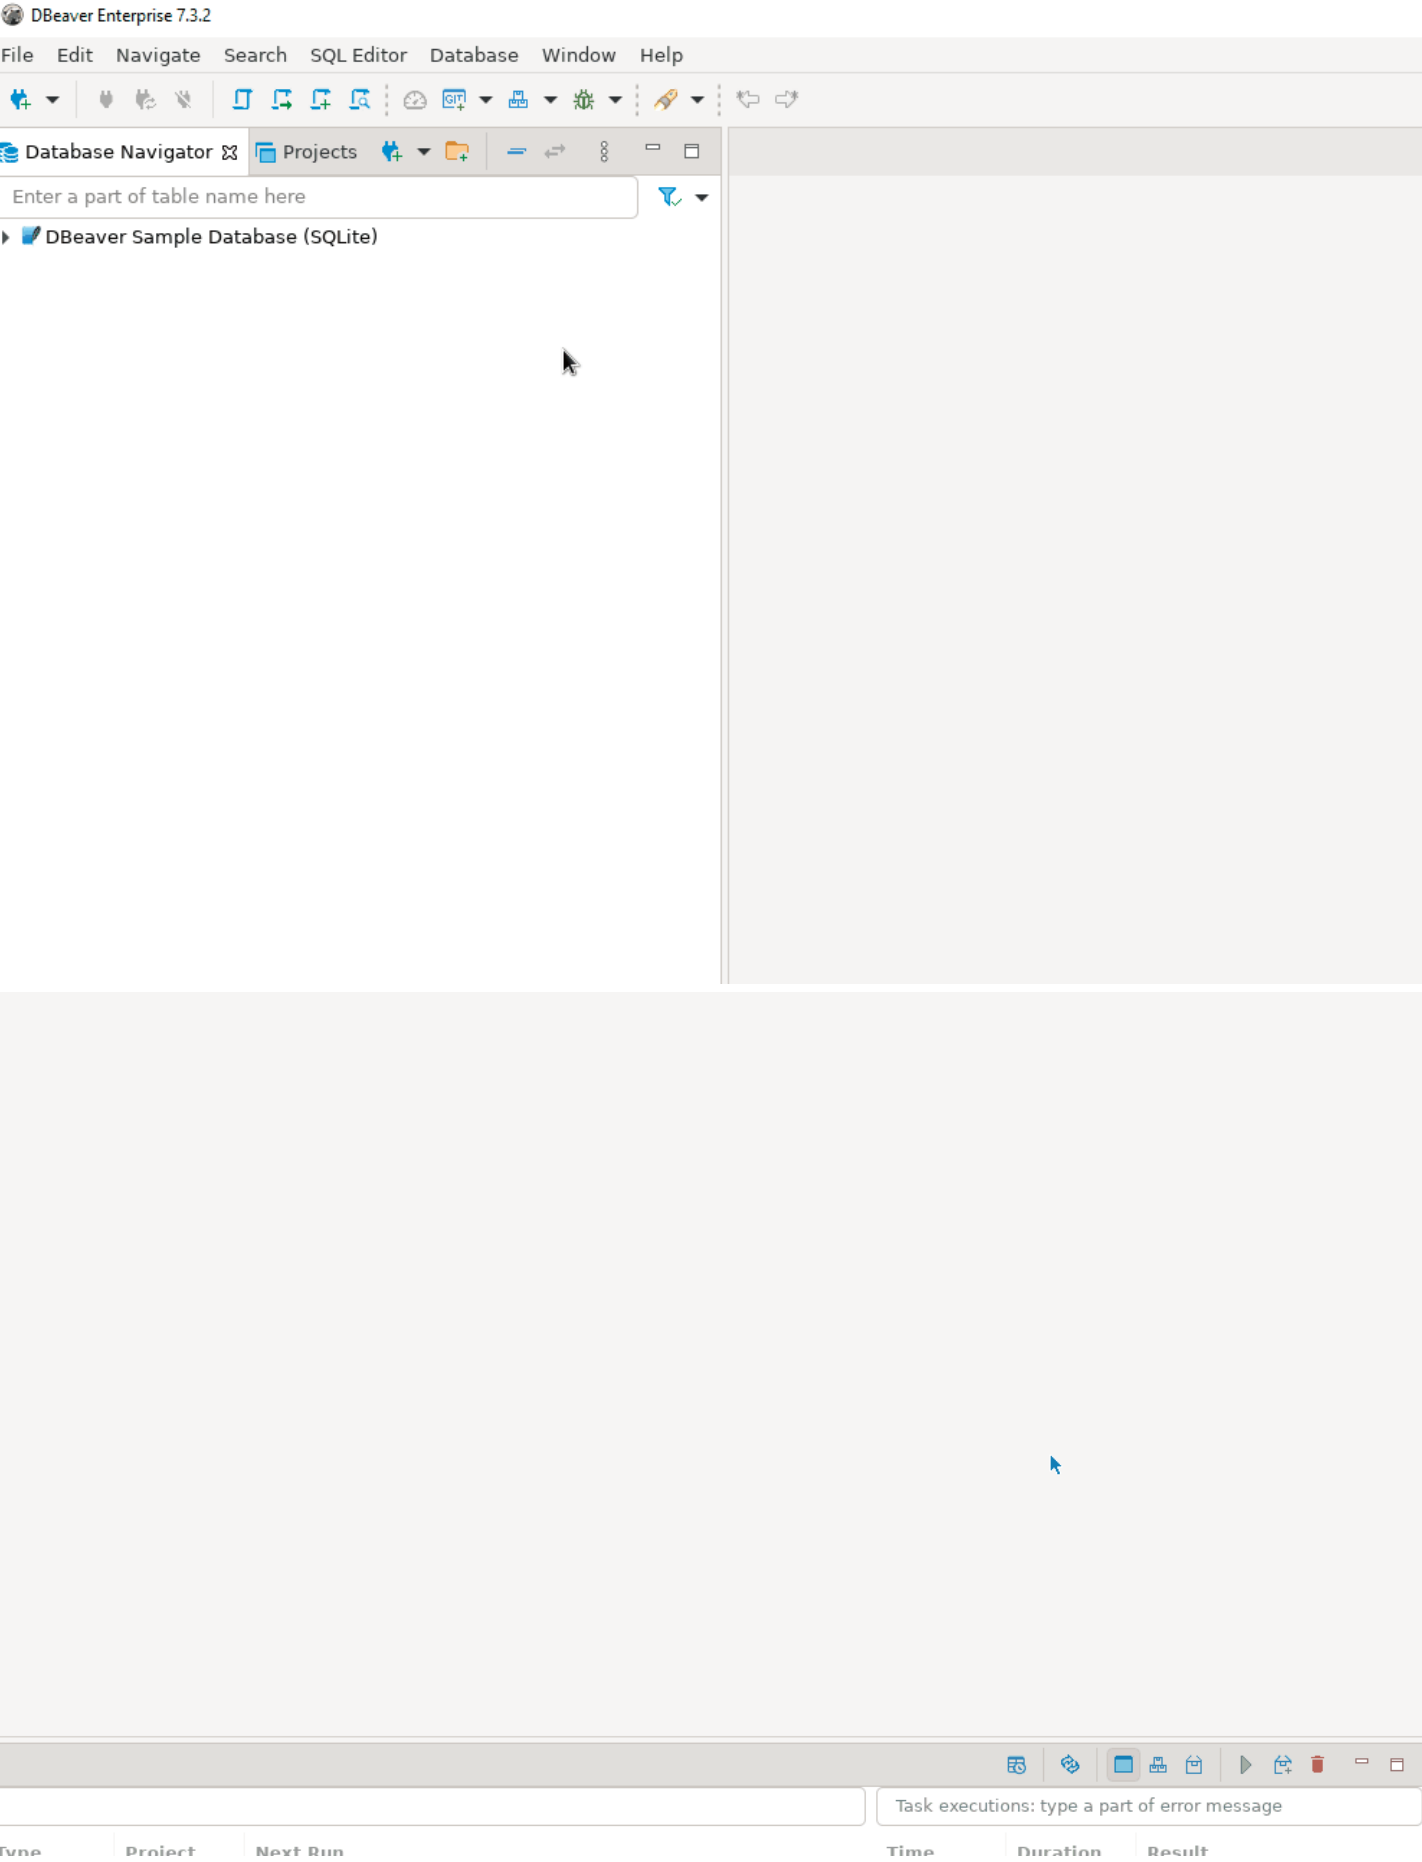 DBeaver Enterprise 7.3.2
File Edit Navigate Search SQL Editor Database Window Help
GIT
Database Navigator Projects
Enter a part of table name here
DBeaver Sample Database (SQLite)
Task executions: type a part of error message
Type Project Next Run Time Duration Result